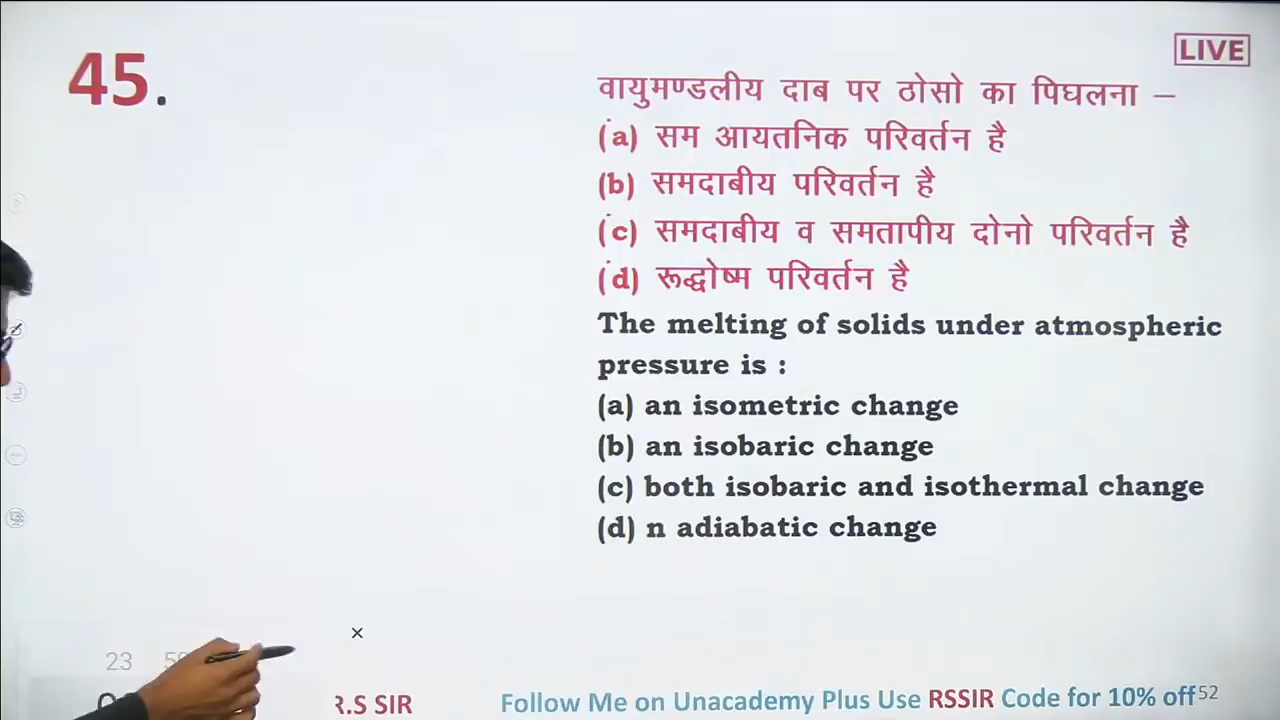 45.
LIVE
वायुमण्डलीय दाब पर ठोसो का पिघलना –
(a) सम आयतनिक परिवर्तन है
(b) समदाबीय परिवर्तन है
(c) समदाबीय व समतापीय दोनो परिवर्तन है
(d) रूद्धोष्म परिवर्तन है
The melting of solids under atmospheric
pressure is :
(a) an isometric change
(b) an isobaric change
(c) both isobaric and isothermal change
(d) n adiabatic change
23
R.S SIR
Follow Me on Unacademy Plus Use RSSIR Code for 10% off
52